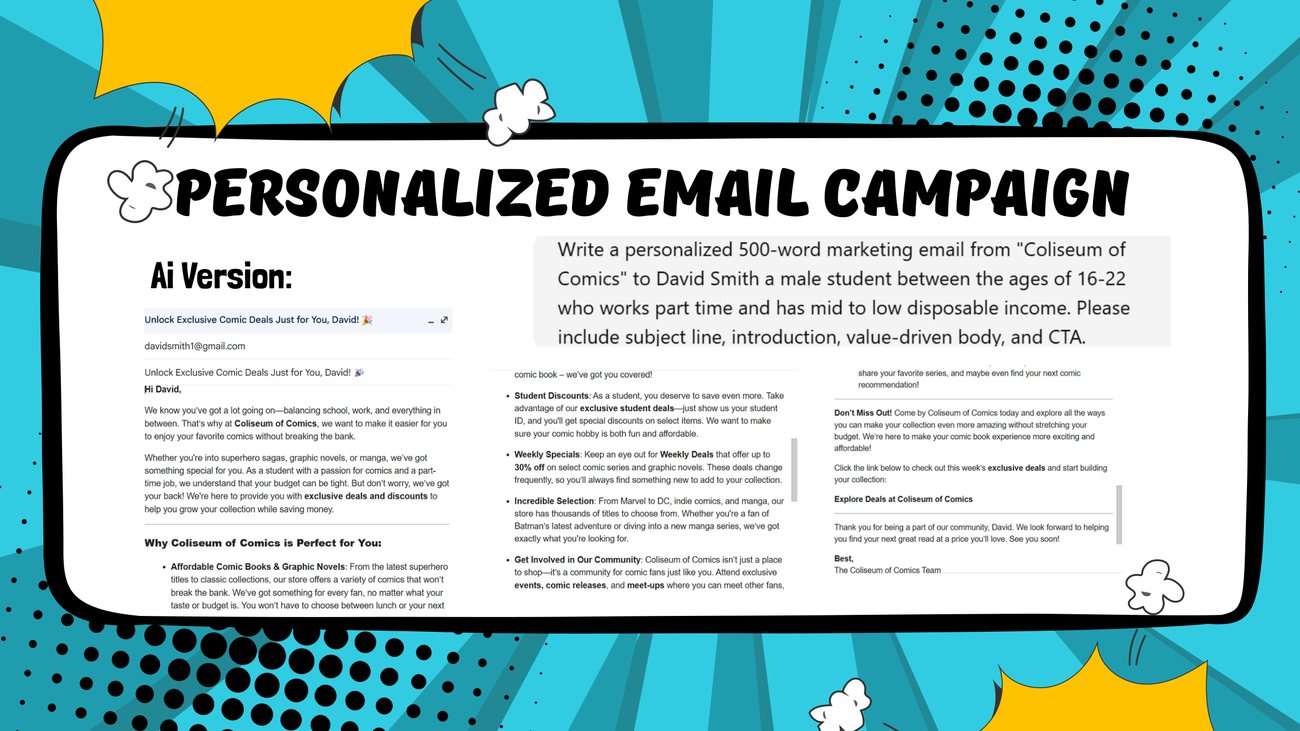 PERSONALIZED EMAIL CAMPAIGN
Ai Version:
Write a personalized 500-word marketing email from "Coliseum of
Comics" to David Smith a male student between the ages of 16-22
who works part time and has mid to low disposable income. Please
include subject line, introduction, value-driven body, and CTA.
Unlock Exclusive Comic Deals Just for You, David! 🎉
davidsmith1@gmail.com
Unlock Exclusive Comic Deals Just for You, David! 🎉
Hi David,
We know you've got a lot going on—balancing school, work, and everything in
between. That's why at Coliseum of Comics, we want to make it easier for you
to enjoy your favorite comics without breaking the bank.
Whether you're into superhero sagas, graphic novels, or manga, we've got
something special for you. As a student with a passion for comics and a part-
time job, we understand that your budget can be tight. But don't worry, we've got
your back! We're here to provide you with exclusive deals and discounts to
help you grow your collection while saving money.
Why Coliseum of Comics is Perfect for You:
• Affordable Comic Books & Graphic Novels: From the latest superhero
titles to classic collections, our store offers a variety of comics that won't
break the bank. We've got something for every fan, no matter what your
taste or budget is. You won't have to choose between lunch or your next
comic book – we've got you covered!
• Student Discounts: As a student, you deserve to save even more. Take
advantage of our exclusive student deals—just show us your student
ID, and you'll get special discounts on select items. We want to make
sure your comic hobby is both fun and affordable.
• Weekly Specials: Keep an eye out for Weekly Deals that offer up to
30% off on select comic series and graphic novels. These deals change
frequently, so you'll always find something new to add to your collection.
• Incredible Selection: From Marvel to DC, indie comics, and manga, our
store has thousands of titles to choose from. Whether you're a fan of
Batman's latest adventure or diving into a new manga series, we've got
exactly what you're looking for.
• Get Involved in Our Community: Coliseum of Comics isn't just a place
to shop—it's a community for comic fans just like you. Attend exclusive
events, comic releases, and meet-ups where you can meet other fans,
share your favorite series, and maybe even find your next comic
recommendation!
Don't Miss Out! Come by Coliseum of Comics today and explore all the ways
you can make your collection even more amazing without stretching your
budget. We're here to make your comic book experience more exciting and
affordable!
Click the link below to check out this week's exclusive deals and start building
your collection:
Explore Deals at Coliseum of Comics
Thank you for being a part of our community, David. We look forward to helping
you find your next great read at a price you'll love. See you soon!
Best,
The Coliseum of Comics Team